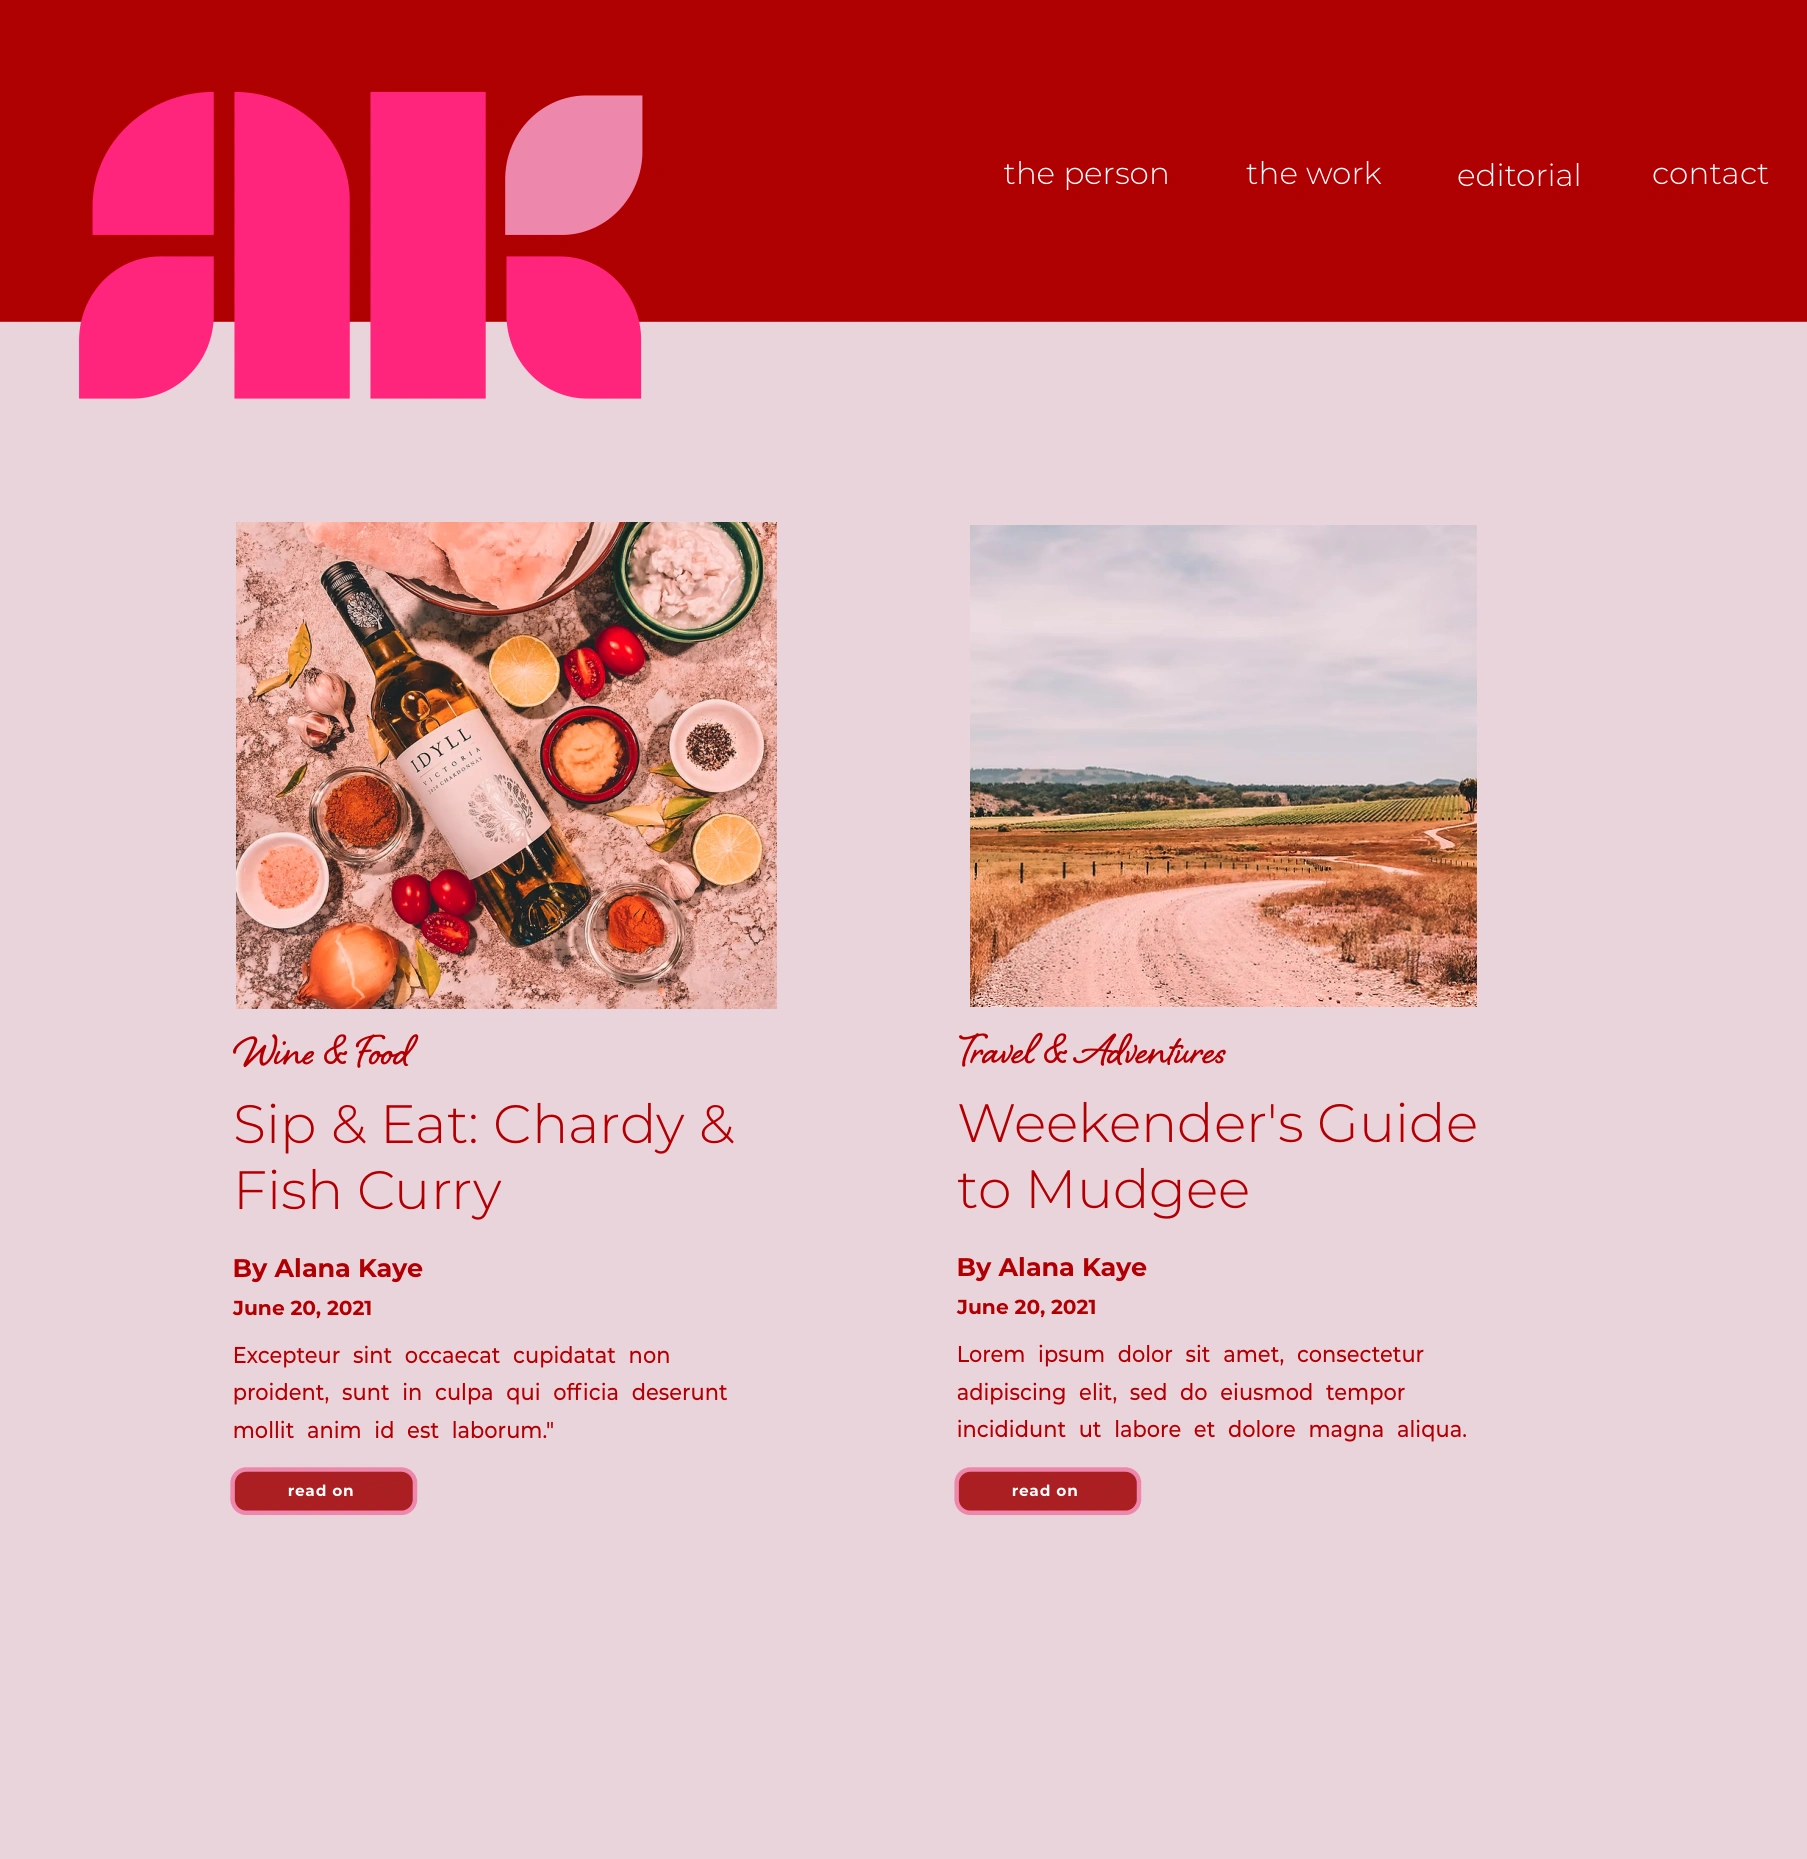 ak
the person
the work
editorial
contact
IDYLL
VICTORIA
CHARDONNAY
Wine & Food
Sip & Eat: Chardy &
Fish Curry
By Alana Kaye
June 20, 2021
Excepteur sint occaecat cupidatat non
proident, sunt in culpa qui officia deserunt
mollit anim id est laborum."
read on
Travel & Adventures
Weekender's Guide
to Mudgee
By Alana Kaye
June 20, 2021
Lorem ipsum dolor sit amet, consectetur
adipiscing elit, sed do eiusmod tempor
incididunt ut labore et dolore magna aliqua.
read on